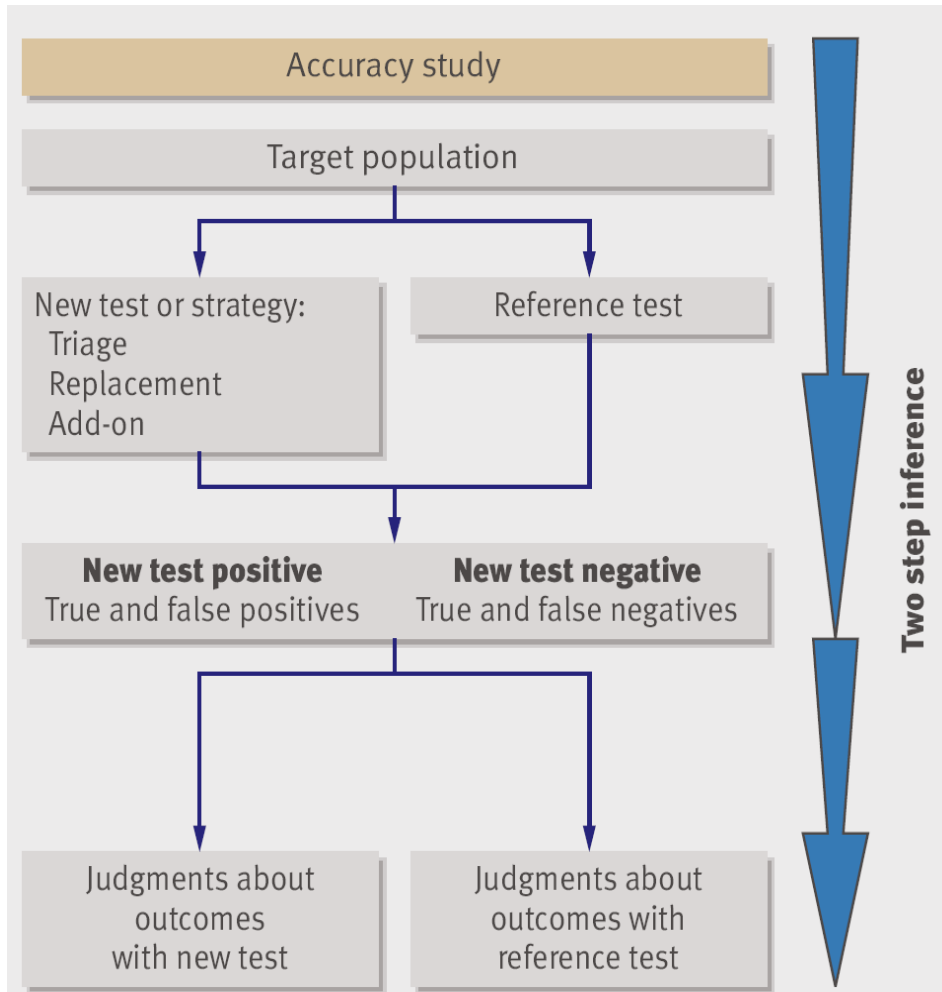 Accuracy study
Target population
New test or strategy:
Triage
Replacement
Add-on
Reference test
New test positive
True and false positives
New test negative
True and false negatives
Judgments about
outcomes
with new test
Judgments about
outcomes with
reference test
Two step inference